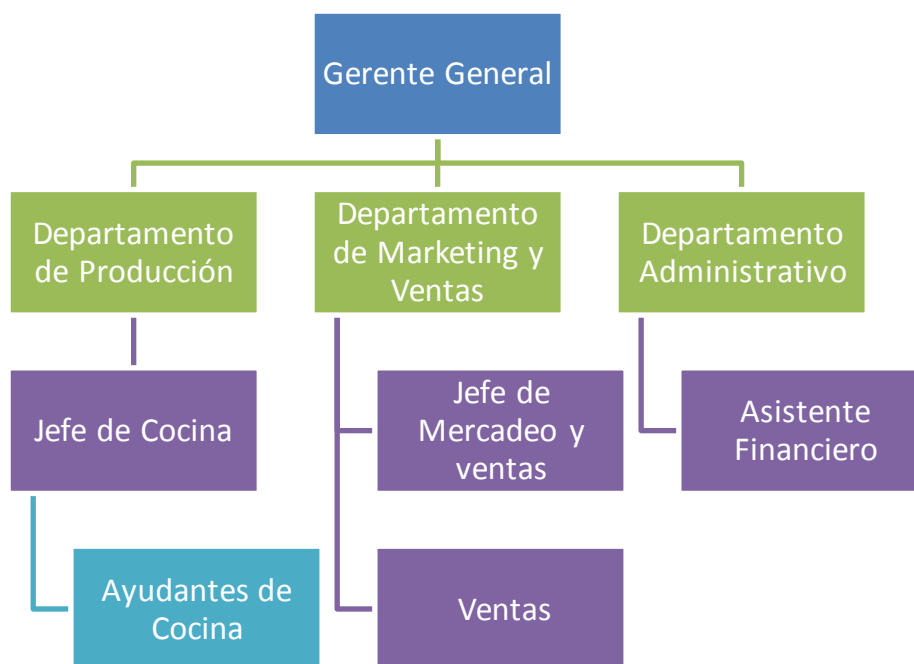 Gerente General
Departamento
de Producción
Departamento
de Marketing y
Ventas
Departamento
Administrativo
Jefe de Cocina
Jefe de
Mercadeo y
ventas
Asistente
Financiero
Ayudantes de
Cocina
Ventas